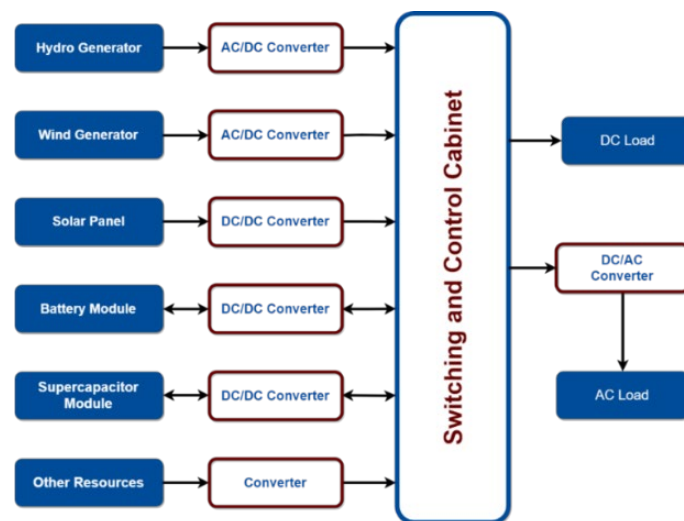 Hydro Generator
AC/DC Converter
Wind Generator
AC/DC Converter
Solar Panel
DC/DC Converter
Battery Module
DC/DC Converter
Supercapacitor
Module
DC/DC Converter
Other Resources
Converter
Switching and Control Cabinet
DC Load
DC/AC
Converter
AC Load